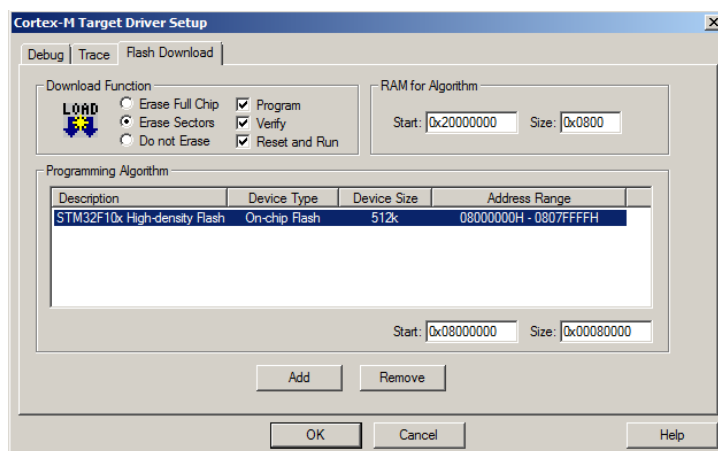 Cortex-M Target Driver Setup
Debug Trace Flash Download
Download Function
LOAD
Erase Full Chip Program
Erase Sectors Verify
Do not Erase Reset and Run
RAM for Algorithm
Start: 0x20000000 Size: 0x0800
Programming Algorithm
Description Device Type Device Size Address Range
STM32F10x High-density Flash On-chip Flash 512k 08000000H - 0807FFFFH
Start: 0x08000000 Size: 0x00080000
Add Remove
OK Cancel Help